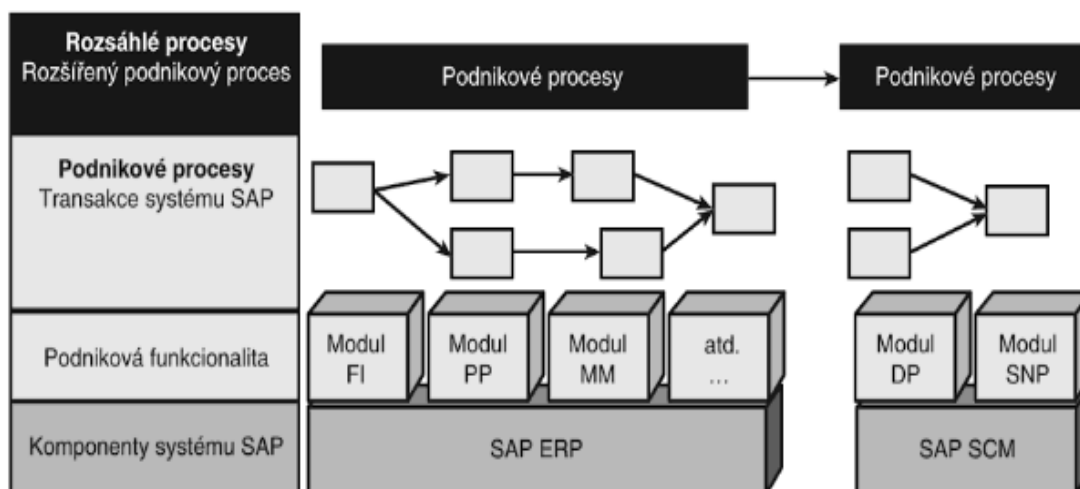 Rozsáhlé procesy
Rozšířený podnikový proces
Podnikové procesy
Podnikové procesy
Podnikové procesy
Transakce systému SAP
Podniková funkcionalita
Modul
FI
Modul
PP
Modul
MM
atd.
...
Modul
DP
Modul
SNP
Komponenty systému SAP
SAP ERP
SAP SCM